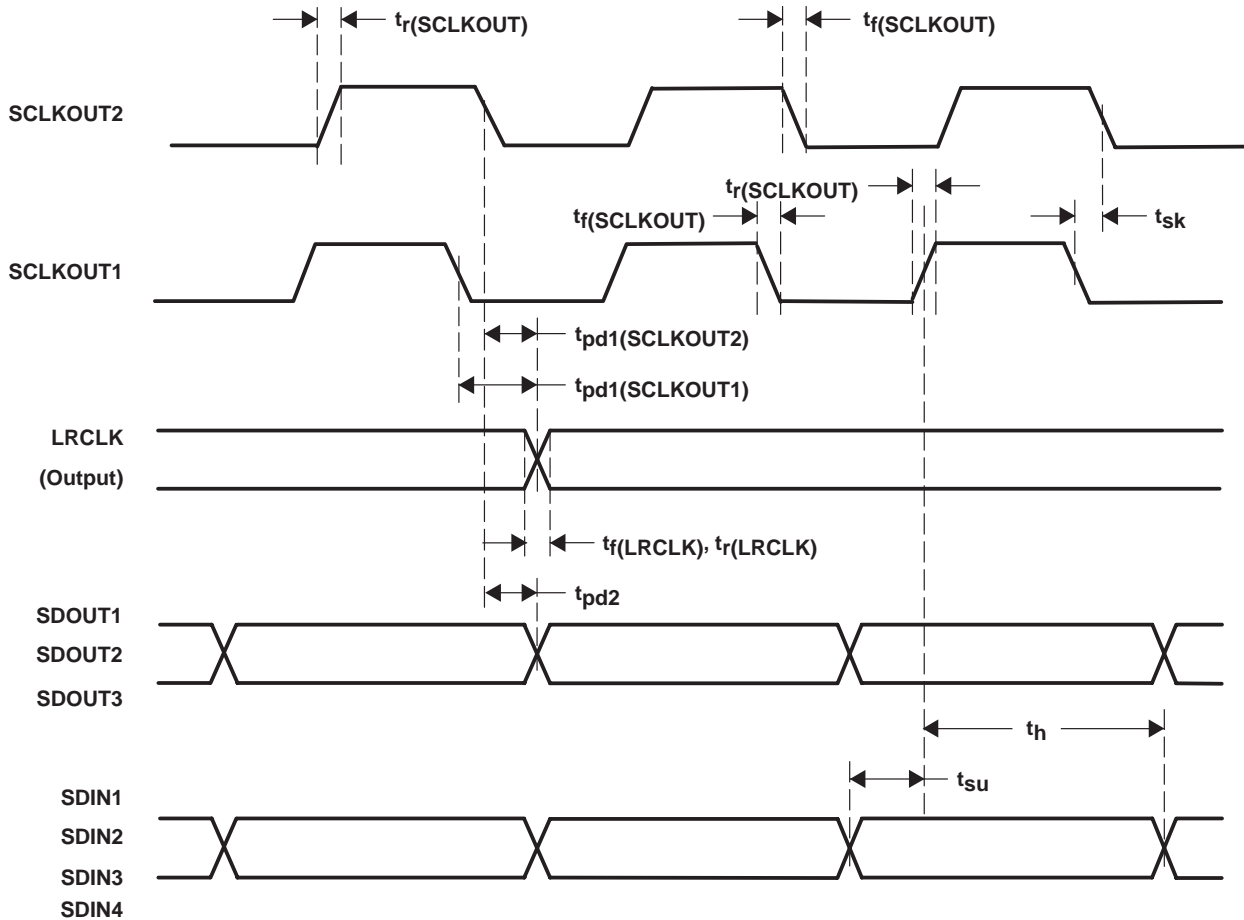 tr(SCLKOUT)
tf(SCLKOUT)
SCLKOUT2
tr(SCLKOUT)
tf(SCLKOUT)
tsk
SCLKOUT1
tpd1(SCLKOUT2)
tpd1(SCLKOUT1)
LRCLK
(Output)
tf(LRCLK), tr(LRCLK)
tpd2
SDOUT1
SDOUT2
SDOUT3
th
tsu
SDIN1
SDIN2
SDIN3
SDIN4